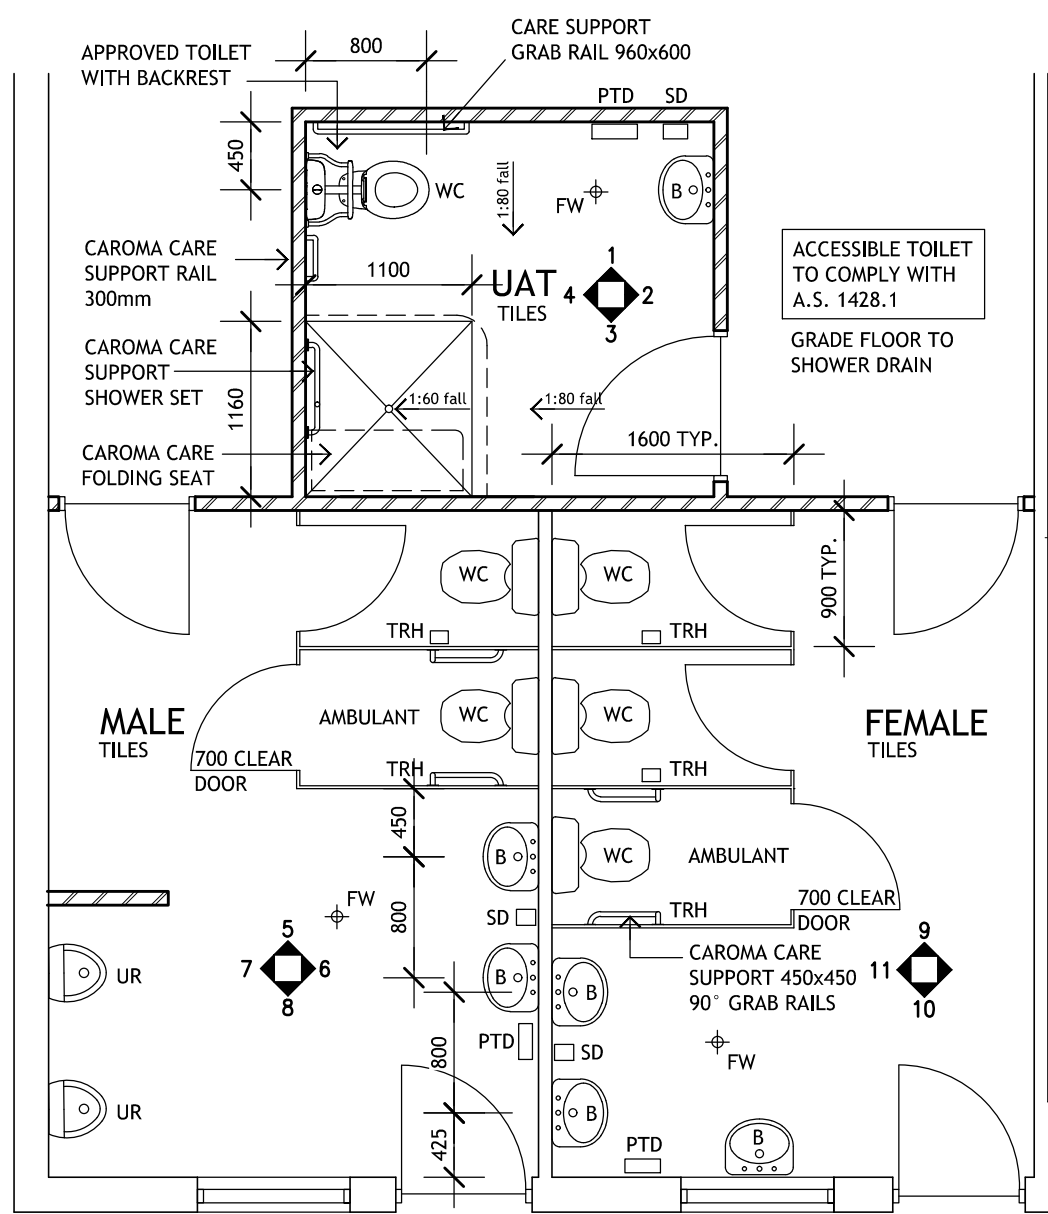 CARE SUPPORT
GRAB RAIL 960x600
800
APPROVED TOILET
WITH BACKREST
PTD
SD
450
WC
1:80 fall
FW
B
CAROMA CARE
SUPPORT RAIL
300mm
1100
UAT
TILES
1
4
2
3
ACCESSIBLE TOILET
TO COMPLY WITH
A.S. 1428.1
GRADE FLOOR TO
SHOWER DRAIN
CAROMA CARE
SUPPORT
SHOWER SET
1160
1:60 fall
1:80 fall
1600 TYP.
CAROMA CARE
FOLDING SEAT
WC
WC
900 TYP.
TRH
TRH
MALE
TILES
AMBULANT
WC
WC
FEMALE
TILES
700 CLEAR
DOOR
TRH
TRH
450
B
WC
AMBULANT
700 CLEAR
DOOR
FW
800
SD
TRH
5
7
6
8
UR
B
CAROMA CARE
SUPPORT 450x450
90° GRAB RAILS
9
11
10
B
PTD
800
SD
FW
UR
B
B
425
PTD